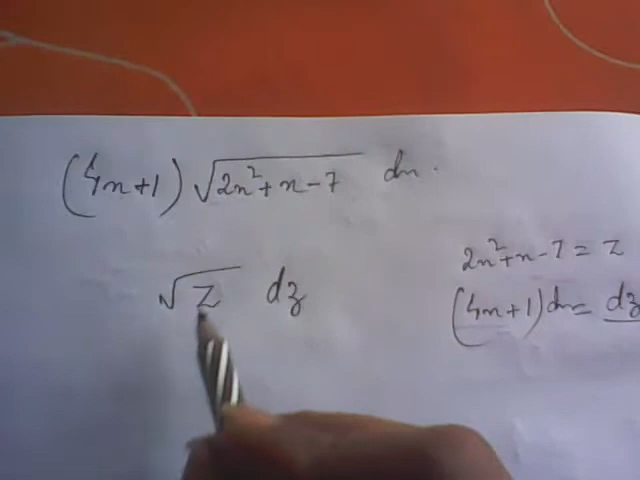 (4x+1) √(2x²+x-7) dx.
2x²+x-7 = z
√z dz
(4x+1)dx = dz